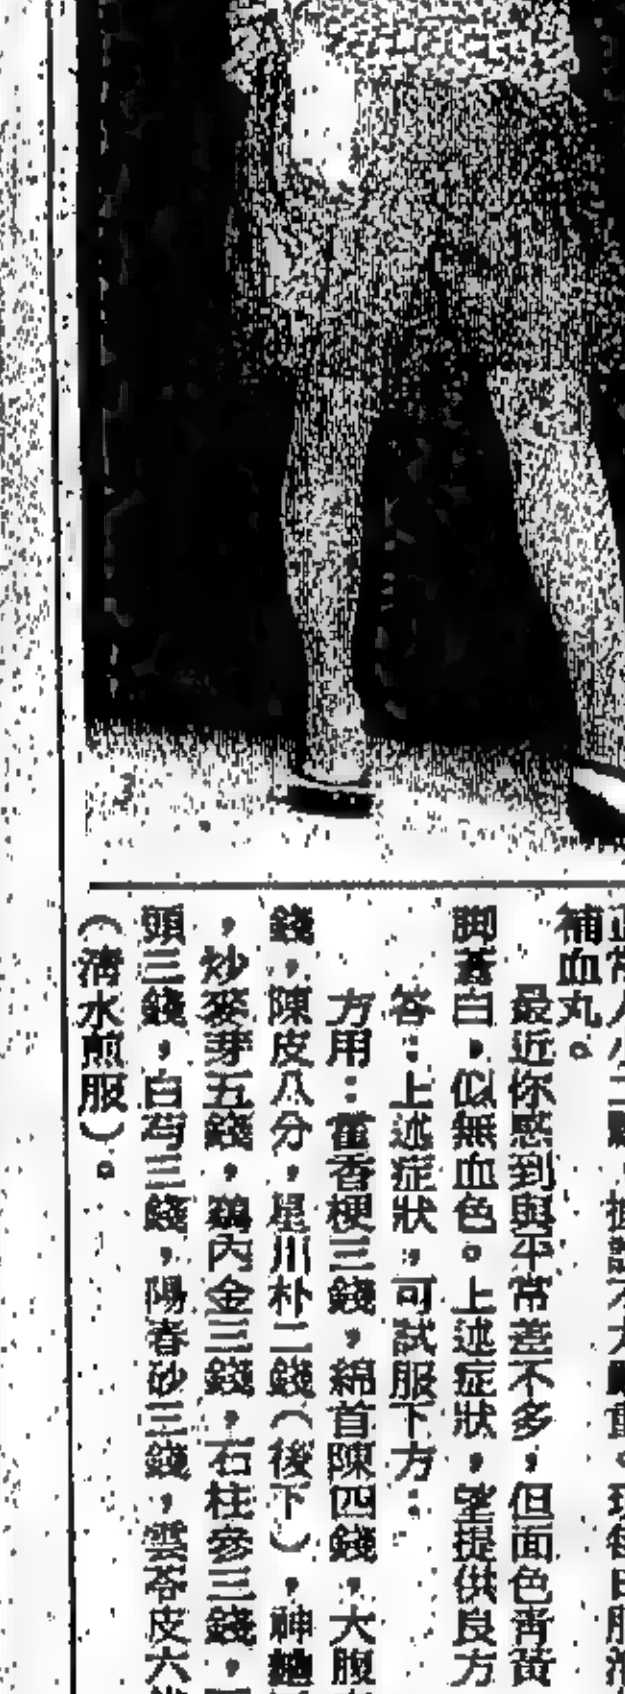 補血丸。
最近你感到與平常差不多，但面色靑黃
脚蒼白，似無血色。上述症狀，望提供良方
答：上述症狀，可試服下方：
方用：藿香梗三錢，綿首陳四錢，大腹
錢，陳皮八分，星川朴二錢（後下），神
，炒麥芽五錢，鷄內金三錢，石柱參三錢，
頭三錢，白芍三錢，陽春砂三錢，雲苓皮六
（清水煎服）。